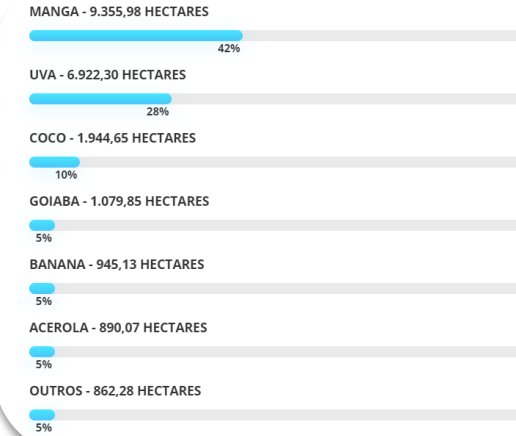 MANGA - 9.355,98 HECTARES
42%
UVA - 6.922,30 HECTARES
28%
COCO - 1.944,65 HECTARES
10%
GOIABA - 1.079,85 HECTARES
5%
BANANA - 945,13 HECTARES
5%
ACEROLA - 890,07 HECTARES
5%
OUTROS - 862,28 HECTARES
5%